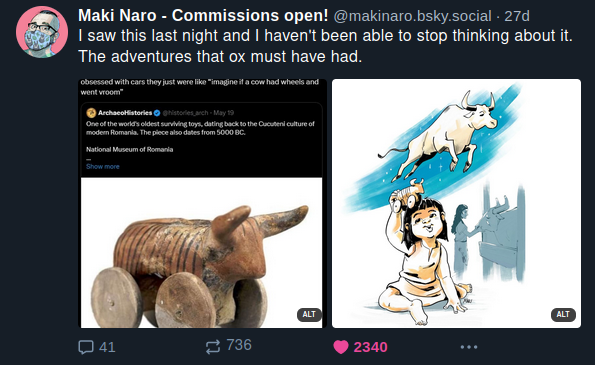 Maki Naro - Commissions open! @makinaro.bsky.social · 27d
I saw this last night and I haven't been able to stop thinking about it.
The adventures that ox must have had.
obsessed with cars they just were like "imagine if a cow had wheels and
went vroom"
ArchaeoHistories @histories_arch · May 19
One of the world's oldest surviving toys, dating back to the Cucuteni culture of
modern Romania. The piece also dates from 5000 BC.
National Museum of Romania
—
Show more
ALT
ALT
41
736
2340